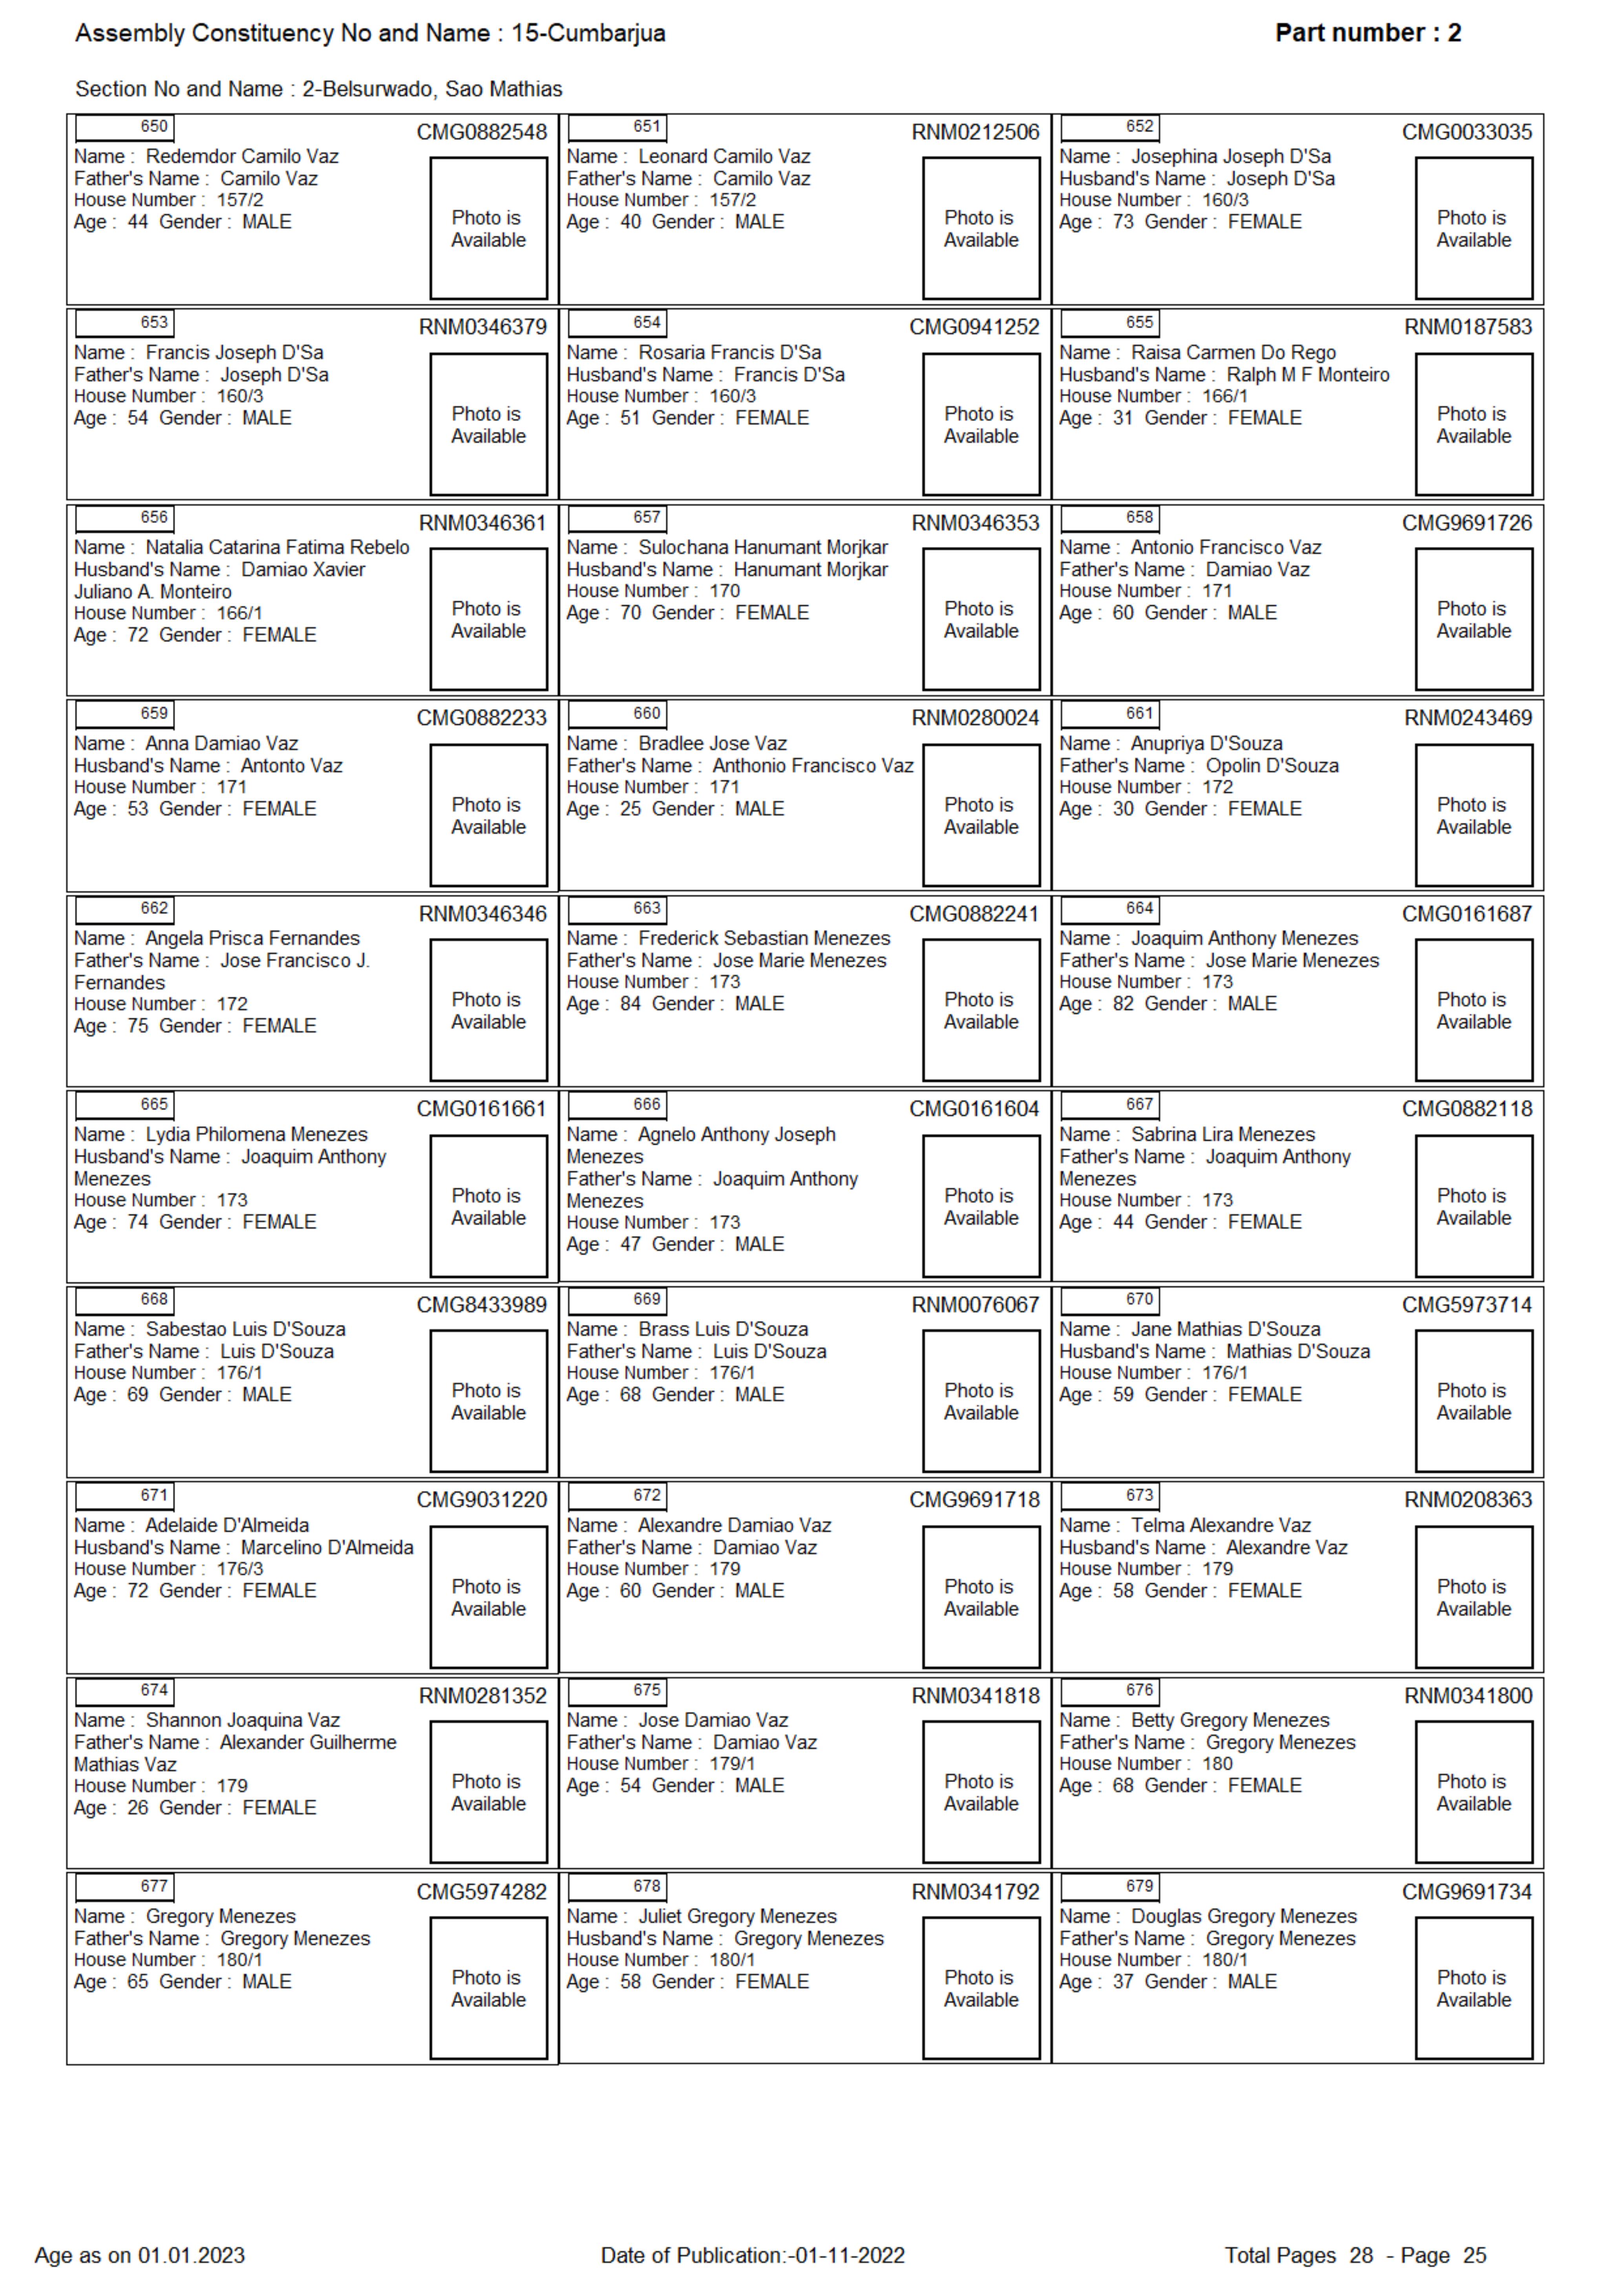 Assembly Constituency No and Name : 15-Cumbarjua
Part number : 2
Section No and Name : 2-Belsurwado, Sao Mathias
650
CMG0882548
Name : Redemdor Camilo Vaz
Father's Name : Camilo Vaz
House Number : 157/2
Age : 44 Gender : MALE
Photo is
Available
651
RNM0212506
Name : Leonard Camilo Vaz
Father's Name : Camilo Vaz
House Number : 157/2
Age : 40 Gender : MALE
Photo is
Available
652
CMG0033035
Name : Josephina Joseph D'Sa
Husband's Name : Joseph D'Sa
House Number : 160/3
Age : 73 Gender : FEMALE
Photo is
Available
653
RNM0346379
Name : Francis Joseph D'Sa
Father's Name : Joseph D'Sa
House Number : 160/3
Age : 54 Gender : MALE
Photo is
Available
654
CMG0941252
Name : Rosaria Francis D'Sa
Husband's Name : Francis D'Sa
House Number : 160/3
Age : 51 Gender : FEMALE
Photo is
Available
655
RNM0187583
Name : Raisa Carmen Do Rego
Husband's Name : Ralph M F Monteiro
House Number : 166/1
Age : 31 Gender : FEMALE
Photo is
Available
656
RNM0346361
Name : Natalia Catarina Fatima Rebelo
Husband's Name : Damiao Xavier
Juliano A. Monteiro
House Number : 166/1
Age : 72 Gender : FEMALE
Photo is
Available
657
RNM0346353
Name : Sulochana Hanumant Morjkar
Husband's Name : Hanumant Morjkar
House Number : 170
Age : 70 Gender : FEMALE
Photo is
Available
658
CMG9691726
Name : Antonio Francisco Vaz
Father's Name : Damiao Vaz
House Number : 171
Age : 60 Gender : MALE
Photo is
Available
659
CMG0882233
Name : Anna Damiao Vaz
Husband's Name : Antonto Vaz
House Number : 171
Age : 53 Gender : FEMALE
Photo is
Available
660
RNM0280024
Name : Bradlee Jose Vaz
Father's Name : Anthonio Francisco Vaz
House Number : 171
Age : 25 Gender : MALE
Photo is
Available
661
RNM0243469
Name : Anupriya D'Souza
Father's Name : Opolin D'Souza
House Number : 172
Age : 30 Gender : FEMALE
Photo is
Available
662
RNM0346346
Name : Angela Prisca Fernandes
Father's Name : Jose Francisco J.
Fernandes
House Number : 172
Age : 75 Gender : FEMALE
Photo is
Available
663
CMG0882241
Name : Frederick Sebastian Menezes
Father's Name : Jose Marie Menezes
House Number : 173
Age : 84 Gender : MALE
Photo is
Available
664
CMG0161687
Name : Joaquim Anthony Menezes
Father's Name : Jose Marie Menezes
House Number : 173
Age : 82 Gender : MALE
Photo is
Available
665
CMG0161661
Name : Lydia Philomena Menezes
Husband's Name : Joaquim Anthony
Menezes
House Number : 173
Age : 74 Gender : FEMALE
Photo is
Available
666
CMG0161604
Name : Agnelo Anthony Joseph
Menezes
Father's Name : Joaquim Anthony
Menezes
House Number : 173
Age : 47 Gender : MALE
Photo is
Available
667
CMG0882118
Name : Sabrina Lira Menezes
Father's Name : Joaquim Anthony
Menezes
House Number : 173
Age : 44 Gender : FEMALE
Photo is
Available
668
CMG8433989
Name : Sabestao Luis D'Souza
Father's Name : Luis D'Souza
House Number : 176/1
Age : 69 Gender : MALE
Photo is
Available
669
RNM0076067
Name : Brass Luis D'Souza
Father's Name : Luis D'Souza
House Number : 176/1
Age : 68 Gender : MALE
Photo is
Available
670
CMG5973714
Name : Jane Mathias D'Souza
Husband's Name : Mathias D'Souza
House Number : 176/1
Age : 59 Gender : FEMALE
Photo is
Available
671
CMG9031220
Name : Adelaide D'Almeida
Husband's Name : Marcelino D'Almeida
House Number : 176/3
Age : 72 Gender : FEMALE
Photo is
Available
672
CMG9691718
Name : Alexandre Damiao Vaz
Father's Name : Damiao Vaz
House Number : 179
Age : 60 Gender : MALE
Photo is
Available
673
RNM0208363
Name : Telma Alexandre Vaz
Husband's Name : Alexandre Vaz
House Number : 179
Age : 58 Gender : FEMALE
Photo is
Available
674
RNM0281352
Name : Shannon Joaquina Vaz
Father's Name : Alexander Guilherme
Mathias Vaz
House Number : 179
Age : 26 Gender : FEMALE
Photo is
Available
675
RNM0341818
Name : Jose Damiao Vaz
Father's Name : Damiao Vaz
House Number : 179/1
Age : 54 Gender : MALE
Photo is
Available
676
RNM0341800
Name : Betty Gregory Menezes
Father's Name : Gregory Menezes
House Number : 180
Age : 68 Gender : FEMALE
Photo is
Available
677
CMG5974282
Name : Gregory Menezes
Father's Name : Gregory Menezes
House Number : 180/1
Age : 65 Gender : MALE
Photo is
Available
678
RNM0341792
Name : Juliet Gregory Menezes
Husband's Name : Gregory Menezes
House Number : 180/1
Age : 58 Gender : FEMALE
Photo is
Available
679
CMG9691734
Name : Douglas Gregory Menezes
Father's Name : Gregory Menezes
House Number : 180/1
Age : 37 Gender : MALE
Photo is
Available
Age as on 01.01.2023
Date of Publication:-01-11-2022
Total Pages 28 - Page 25